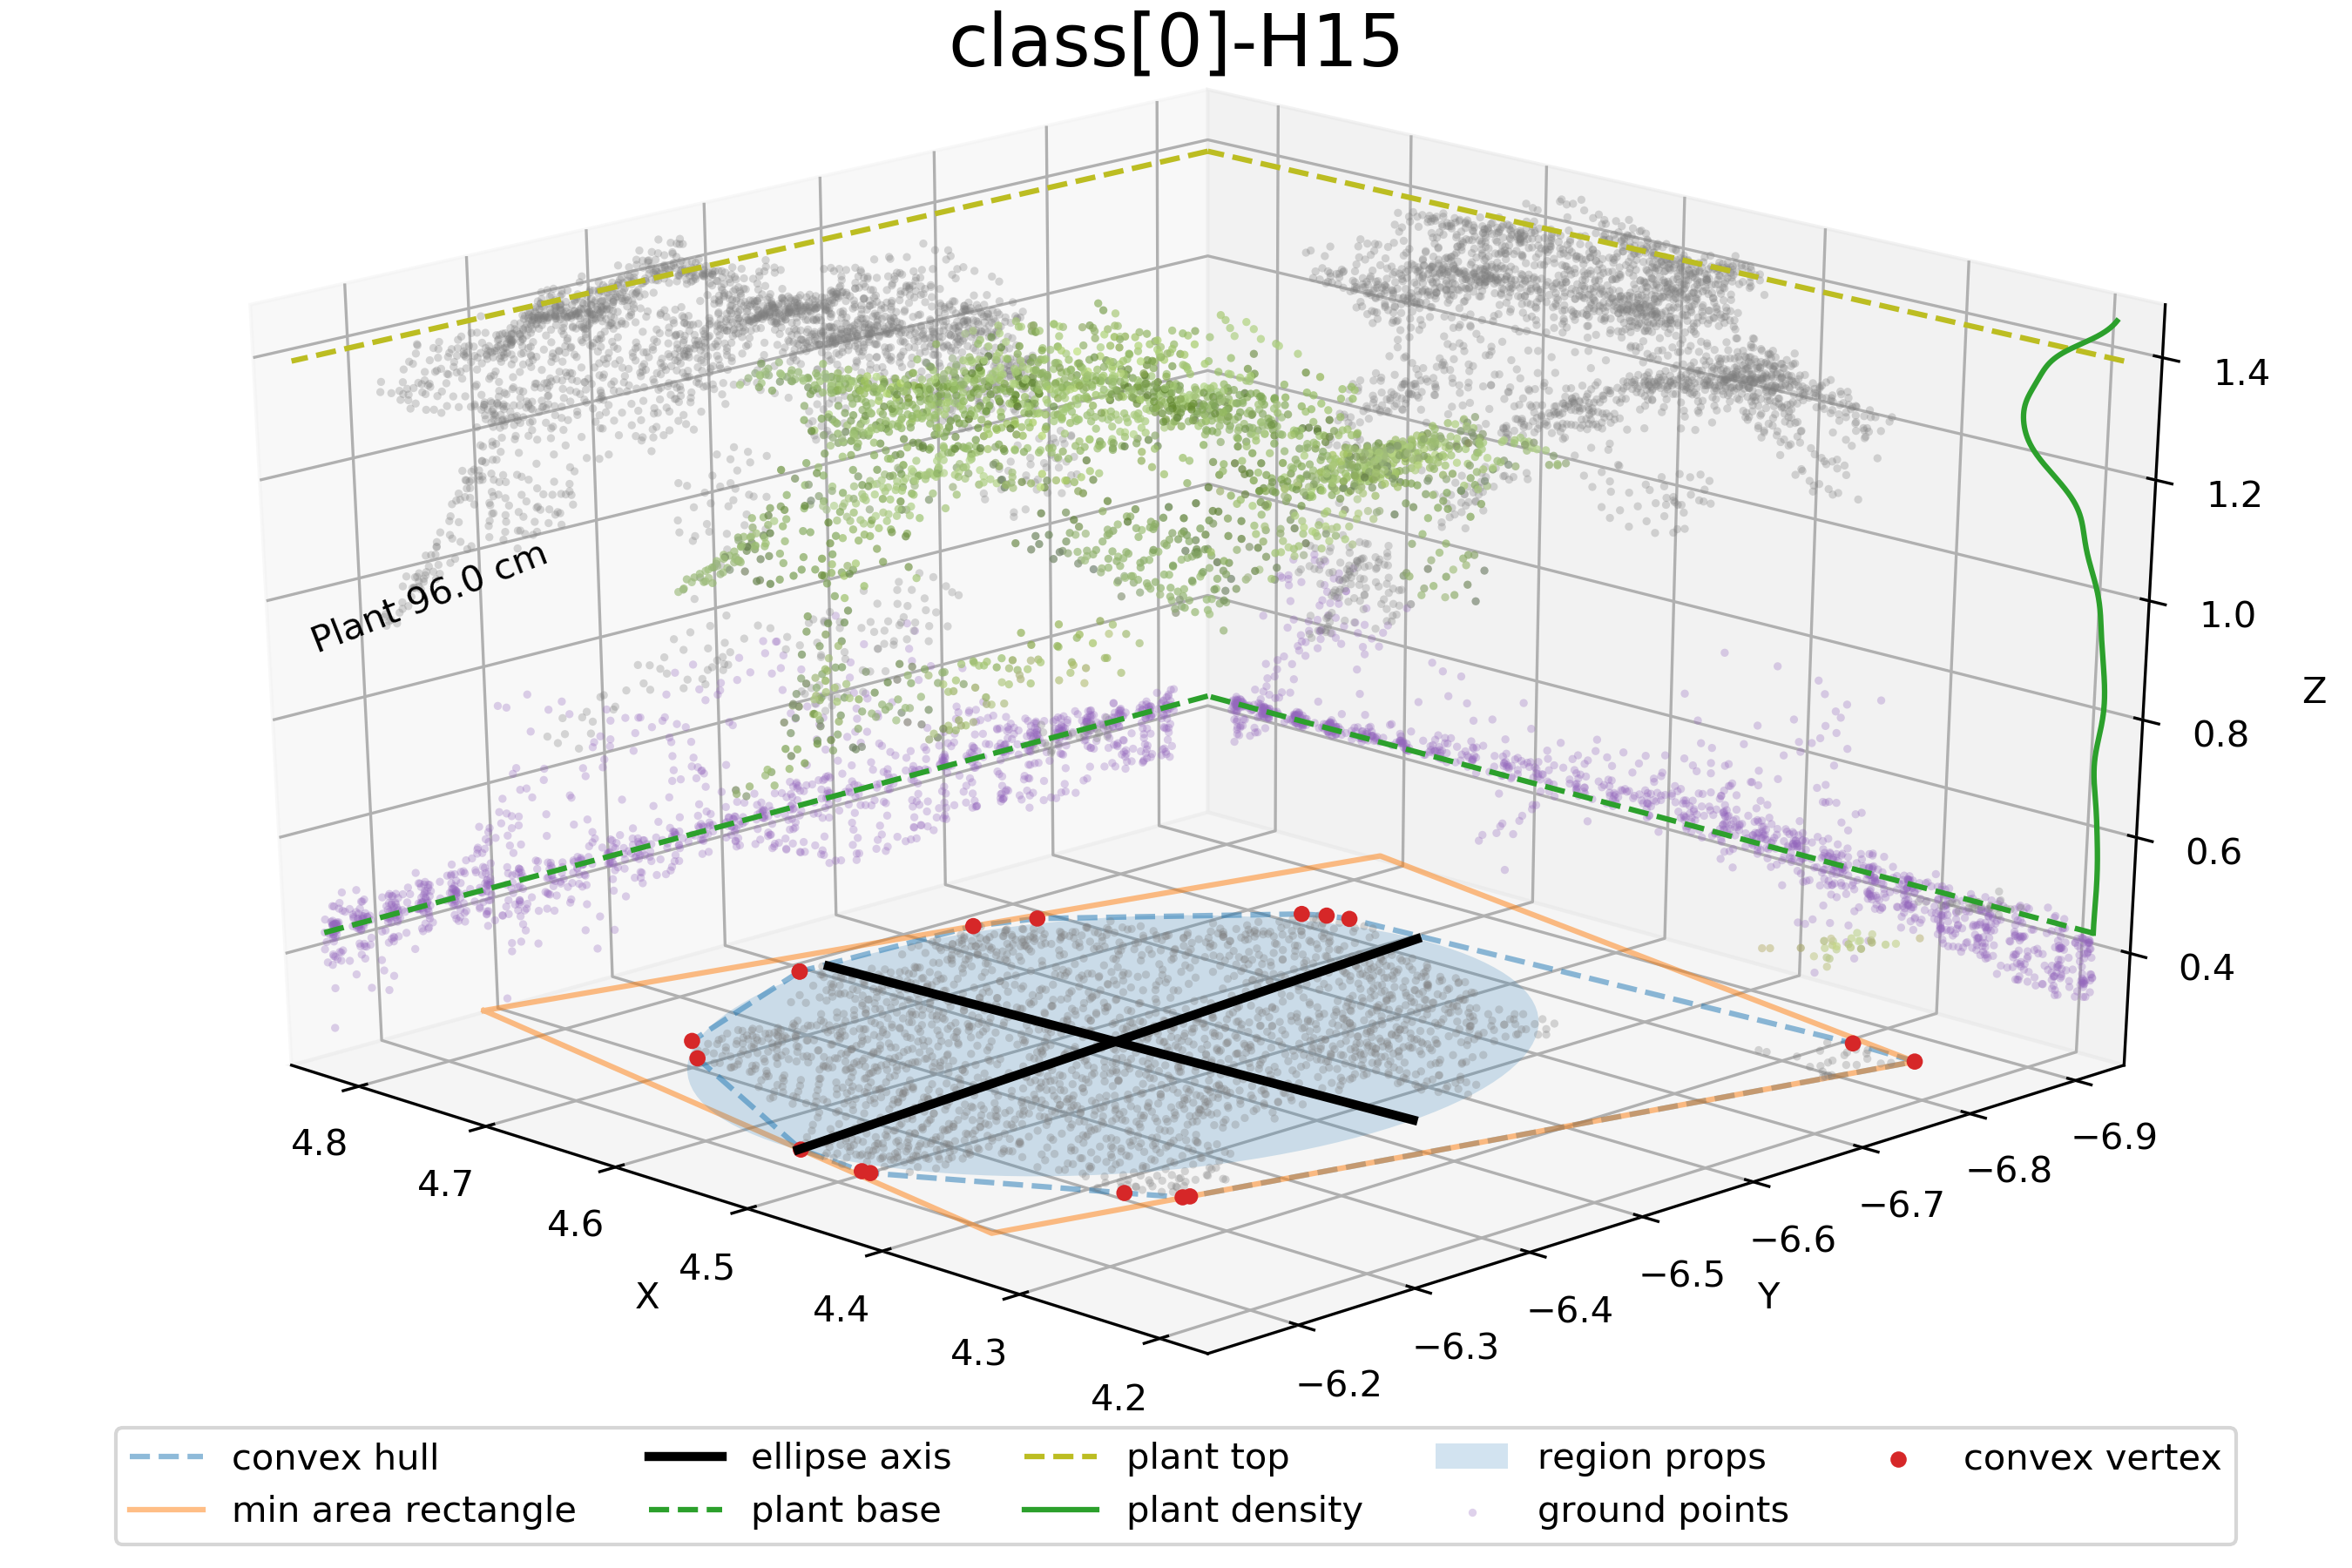 class[0]-H15
Plant 96.0 cm
1.4
1.2
1.0
0.8
0.6
0.4
Z
4.8
4.7
4.6
4.5
4.4
4.3
4.2
X
−6.9
−6.8
−6.7
−6.6
−6.5
−6.4
−6.3
−6.2
Y
convex hull
min area rectangle
ellipse axis
plant base
plant top
plant density
region props
ground points
convex vertex